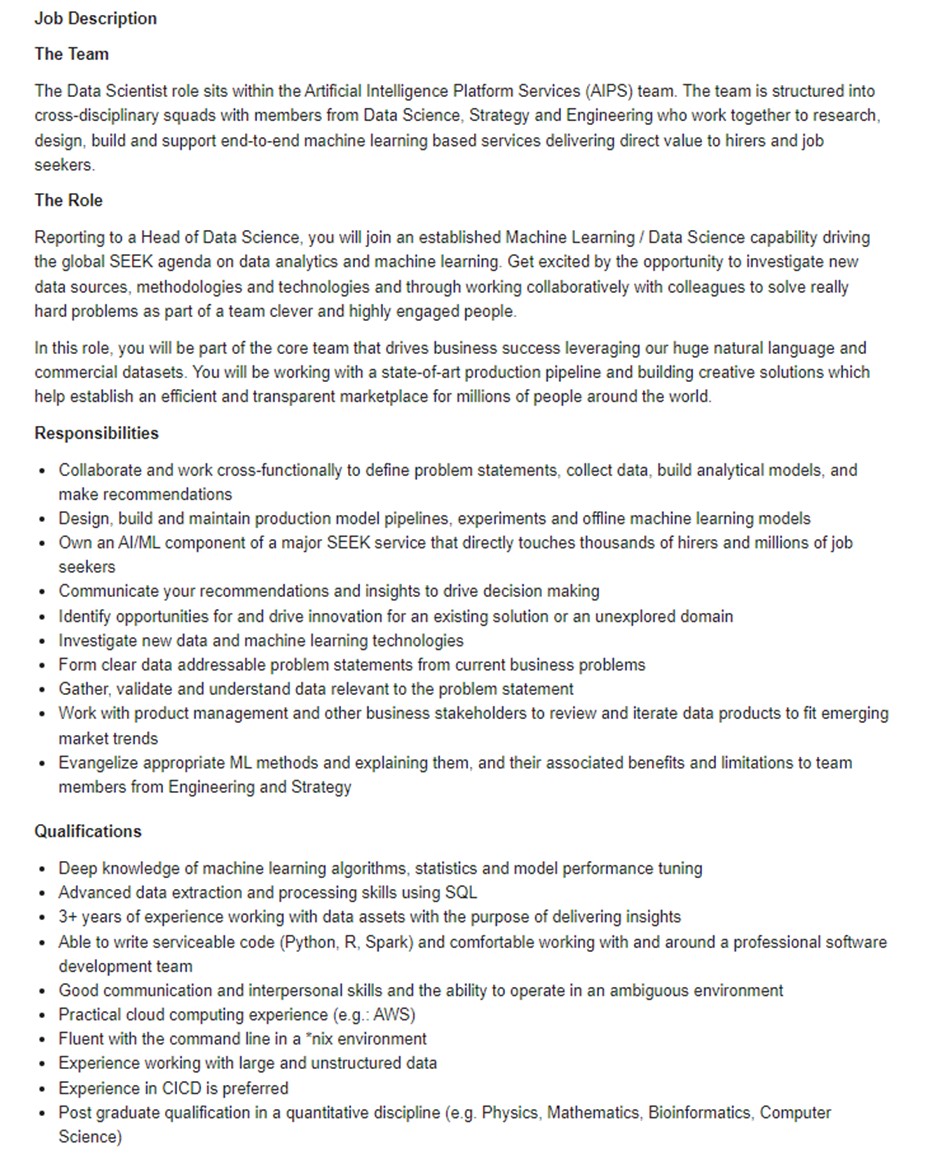 Job Description
The Team
The Data Scientist role sits within the Artificial Intelligence Platform Services (AIPS) team. The team is structured into
cross-disciplinary squads with members from Data Science, Strategy and Engineering who work together to research,
design, build and support end-to-end machine learning based services delivering direct value to hirers and job
seekers.
The Role
Reporting to a Head of Data Science, you will join an established Machine Learning / Data Science capability driving
the global SEEK agenda on data analytics and machine learning. Get excited by the opportunity to investigate new
data sources, methodologies and technologies and through working collaboratively with colleagues to solve really
hard problems as part of a team clever and highly engaged people.
In this role, you will be part of the core team that drives business success leveraging our huge natural language and
commercial datasets. You will be working with a state-of-art production pipeline and building creative solutions which
help establish an efficient and transparent marketplace for millions of people around the world.
Responsibilities
• Collaborate and work cross-functionally to define problem statements, collect data, build analytical models, and
make recommendations
• Design, build and maintain production model pipelines, experiments and offline machine learning models
• Own an AI/ML component of a major SEEK service that directly touches thousands of hirers and millions of job
seekers
• Communicate your recommendations and insights to drive decision making
• Identify opportunities for and drive innovation for an existing solution or an unexplored domain
• Investigate new data and machine learning technologies
• Form clear data addressable problem statements from current business problems
• Gather, validate and understand data relevant to the problem statement
• Work with product management and other business stakeholders to review and iterate data products to fit emerging
market trends
• Evangelize appropriate ML methods and explaining them, and their associated benefits and limitations to team
members from Engineering and Strategy
Qualifications
• Deep knowledge of machine learning algorithms, statistics and model performance tuning
• Advanced data extraction and processing skills using SQL
• 3+ years of experience working with data assets with the purpose of delivering insights
• Able to write serviceable code (Python, R, Spark) and comfortable working with and around a professional software
development team
• Good communication and interpersonal skills and the ability to operate in an ambiguous environment
• Practical cloud computing experience (e.g.: AWS)
• Fluent with the command line in a *nix environment
• Experience working with large and unstructured data
• Experience in CICD is preferred
• Post graduate qualification in a quantitative discipline (e.g. Physics, Mathematics, Bioinformatics, Computer
Science)